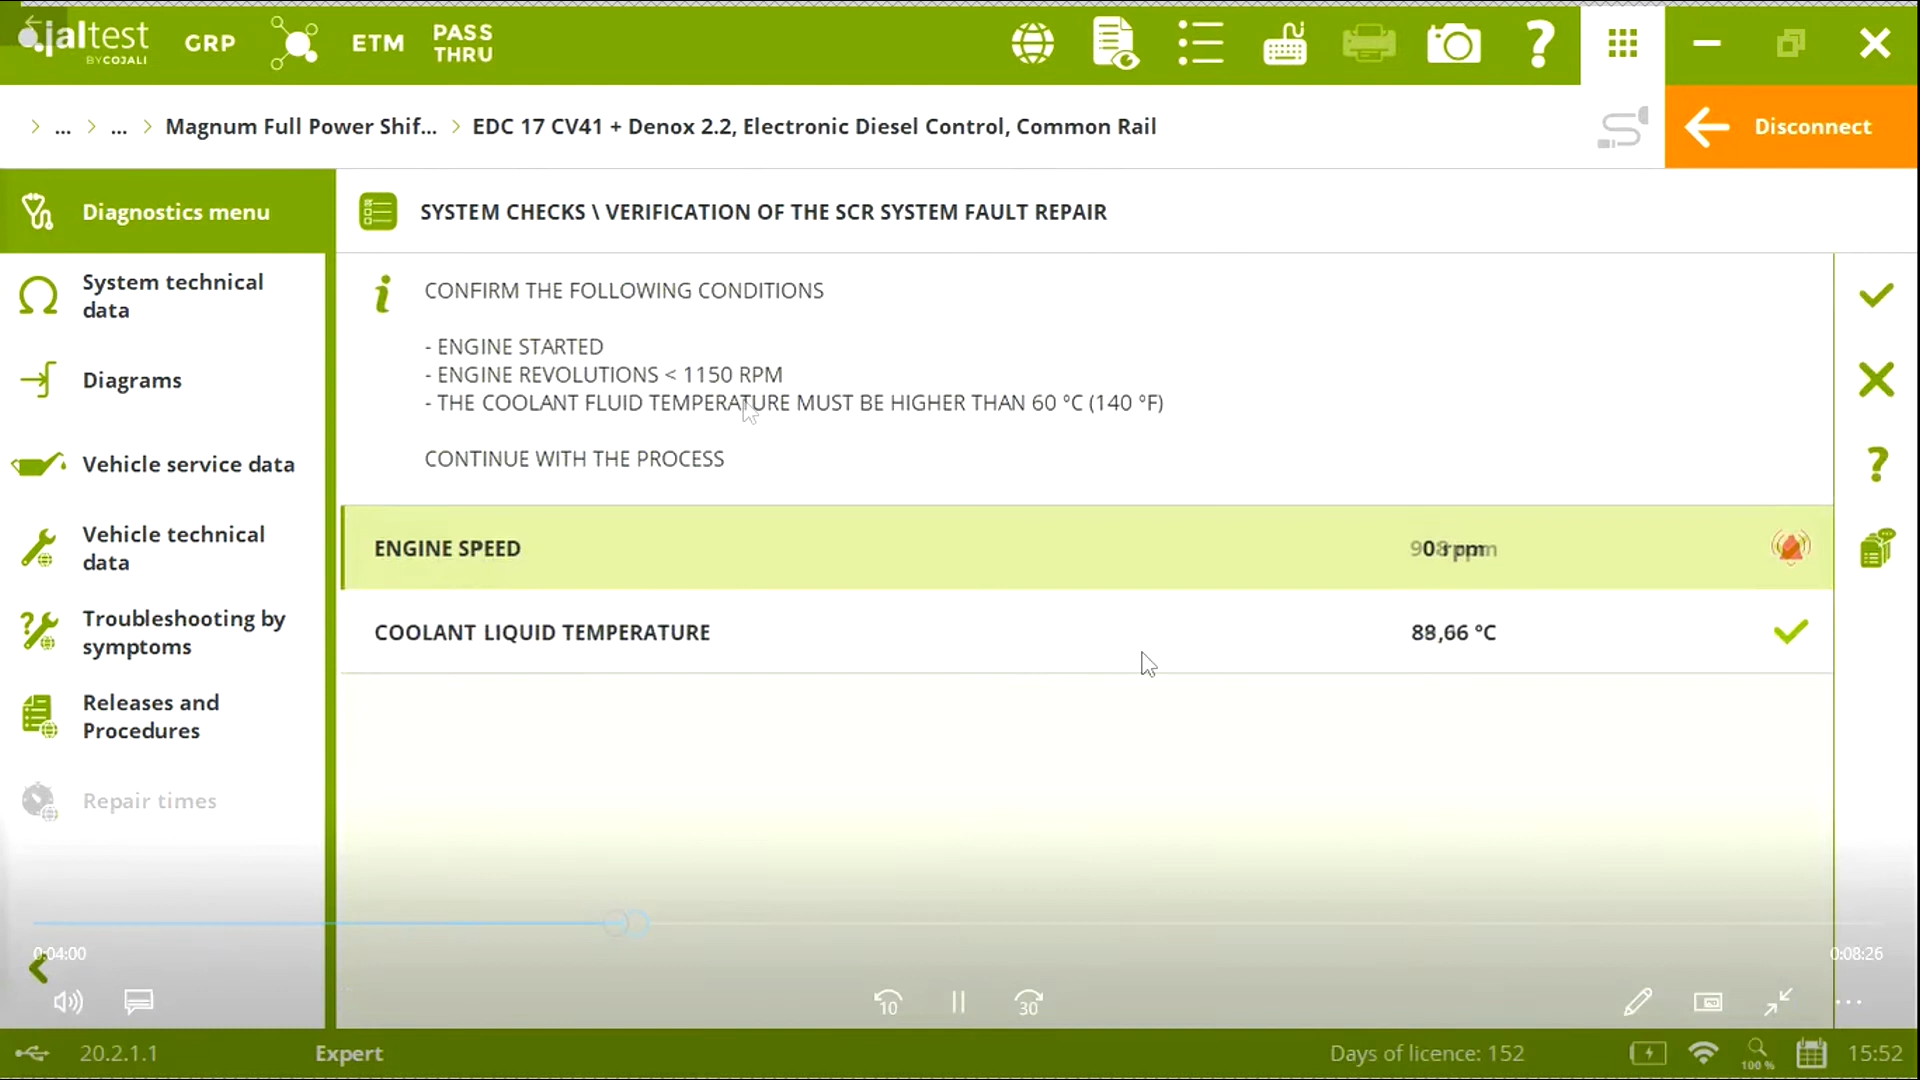 jaltest
BY COJALI
GRP
ETM
PASS
THRU
?
... > ... > Magnum Full Power Shif... > EDC 17 CV41 + Denox 2.2, Electronic Diesel Control, Common Rail
Disconnect
Diagnostics menu
SYSTEM CHECKS \ VERIFICATION OF THE SCR SYSTEM FAULT REPAIR
System technical
data
Diagrams
Vehicle service data
Vehicle technical
data
Troubleshooting by
symptoms
Releases and
Procedures
Repair times
CONFIRM THE FOLLOWING CONDITIONS
- ENGINE STARTED
- ENGINE REVOLUTIONS < 1150 RPM
- THE COOLANT FLUID TEMPERATURE MUST BE HIGHER THAN 60 °C (140 °F)
CONTINUE WITH THE PROCESS
ENGINE SPEED
rpm
COOLANT LIQUID TEMPERATURE
88,66 °C
?
0:04:00
0:08:26
10
30
20.2.1.1
Expert
Days of licence: 152
100 %
15:52